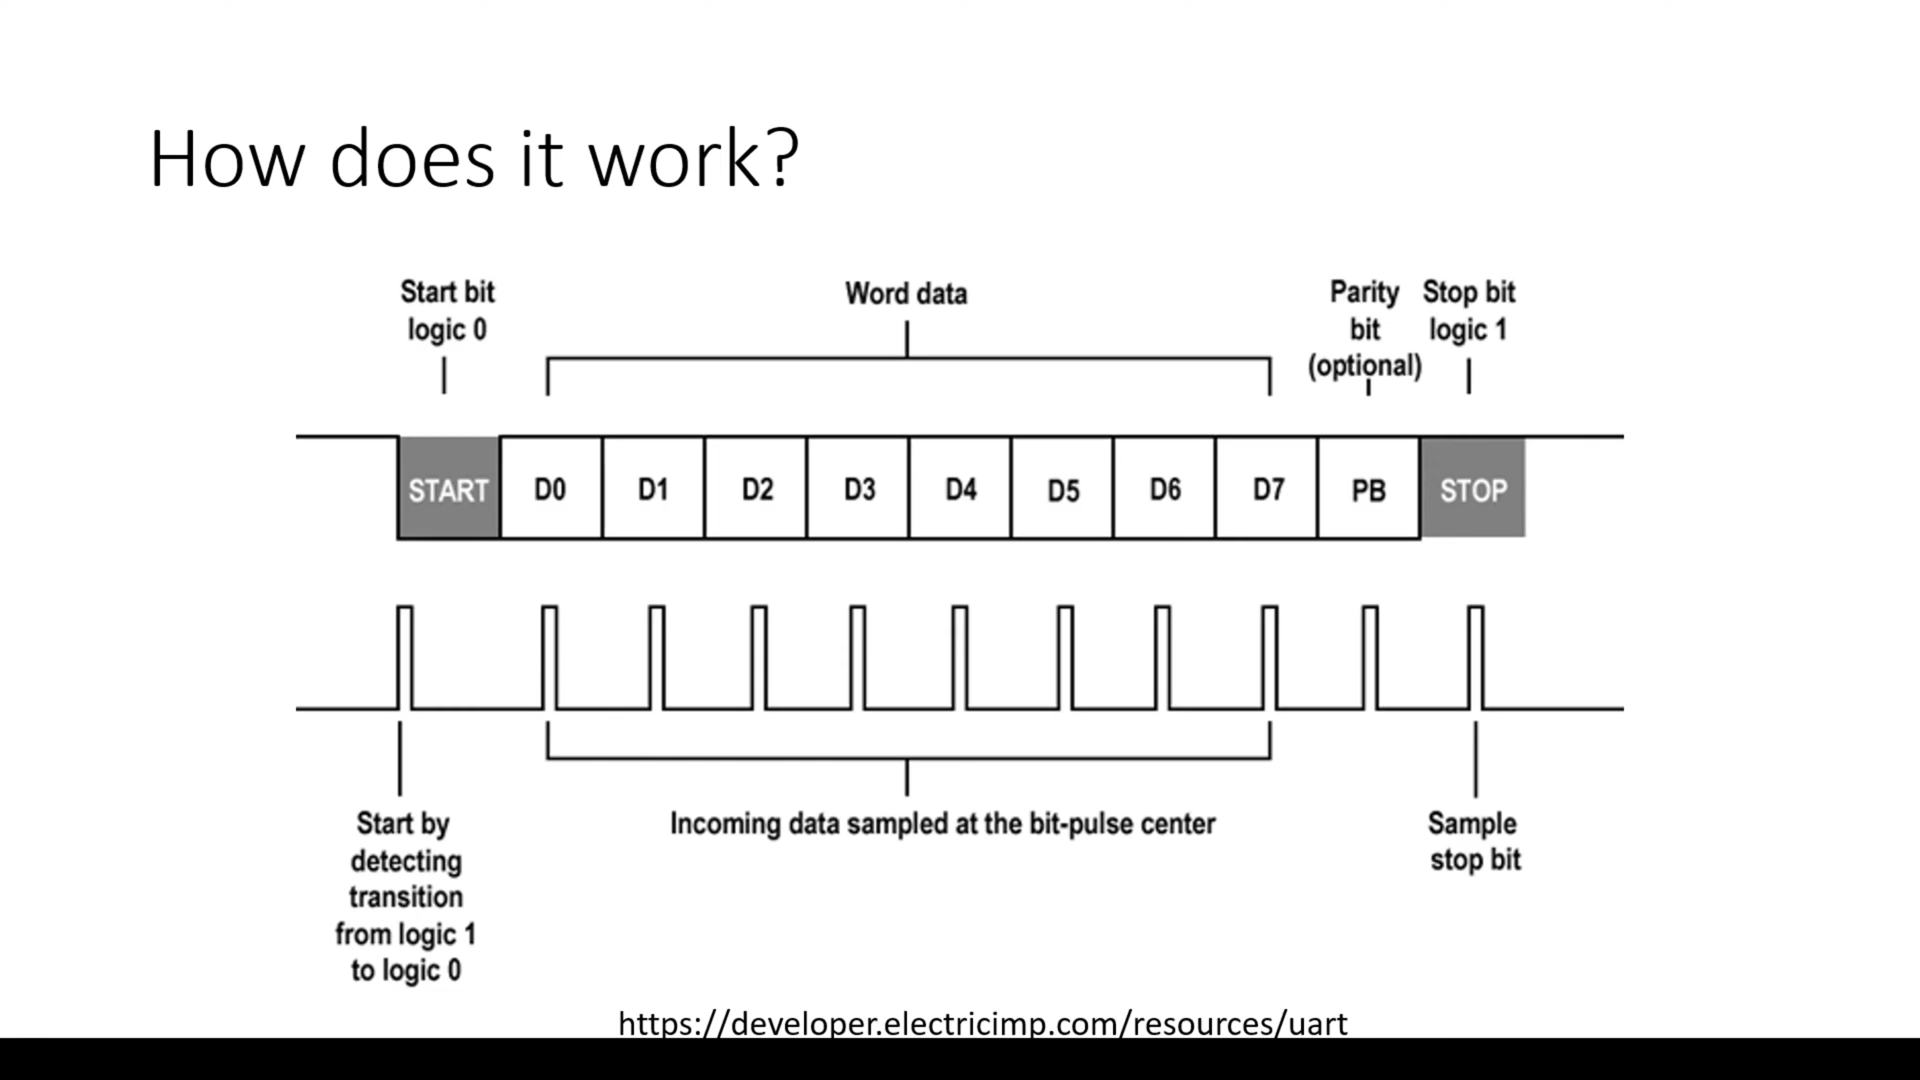 How does it work?
Start bit
logic 0
Word data
Parity
bit
(optional)
Stop bit
logic 1
START D0 D1 D2 D3 D4 D5 D6 D7 PB STOP
Start by
detecting
transition
from logic 1
to logic 0
Incoming data sampled at the bit-pulse center
Sample
stop bit
https://developer.electricimp.com/resources/uart